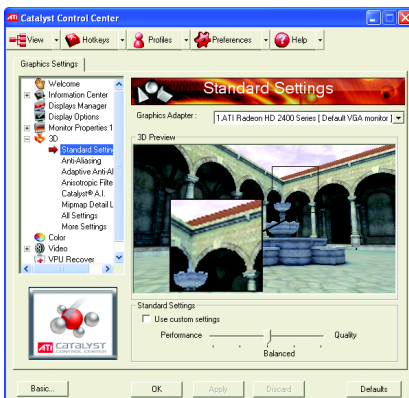 ATI Catalyst Control Center
View Hotkeys Profiles Preferences Help
Graphics Settings
Welcome
Information Center
Displays Manager
Display Options
Monitor Properties 1
3D
Standard Settin
Anti-Aliasing
Adaptive Anti-Al
Anisotropic Filte
Catalyst® A.I.
Mipmap Detail L
All Settings
More Settings
Color
Video
VPU Recover
ATI CATALYST
CONTROL CENTER
Standard Settings
Graphics Adapter :
1.ATI Radeon HD 2400 Series [ Default VGA monitor ]
3D Preview
Standard Settings
Use custom settings
Performance Quality
Balanced
Basic... OK Apply Discard Defaults